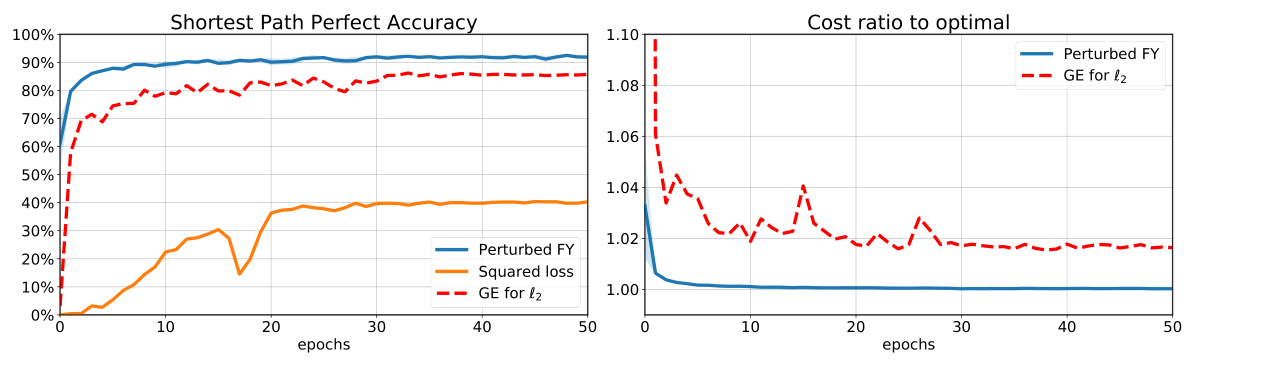 Shortest Path Perfect Accuracy
100%
90%
80%
70%
60%
50%
40%
30%
20%
10%
0%
0 10 20 30 40 50
epochs
Perturbed FY
Squared loss
GE for ℓ₂
Cost ratio to optimal
1.10
1.08
1.06
1.04
1.02
1.00
0 10 20 30 40 50
epochs
Perturbed FY
GE for ℓ₂